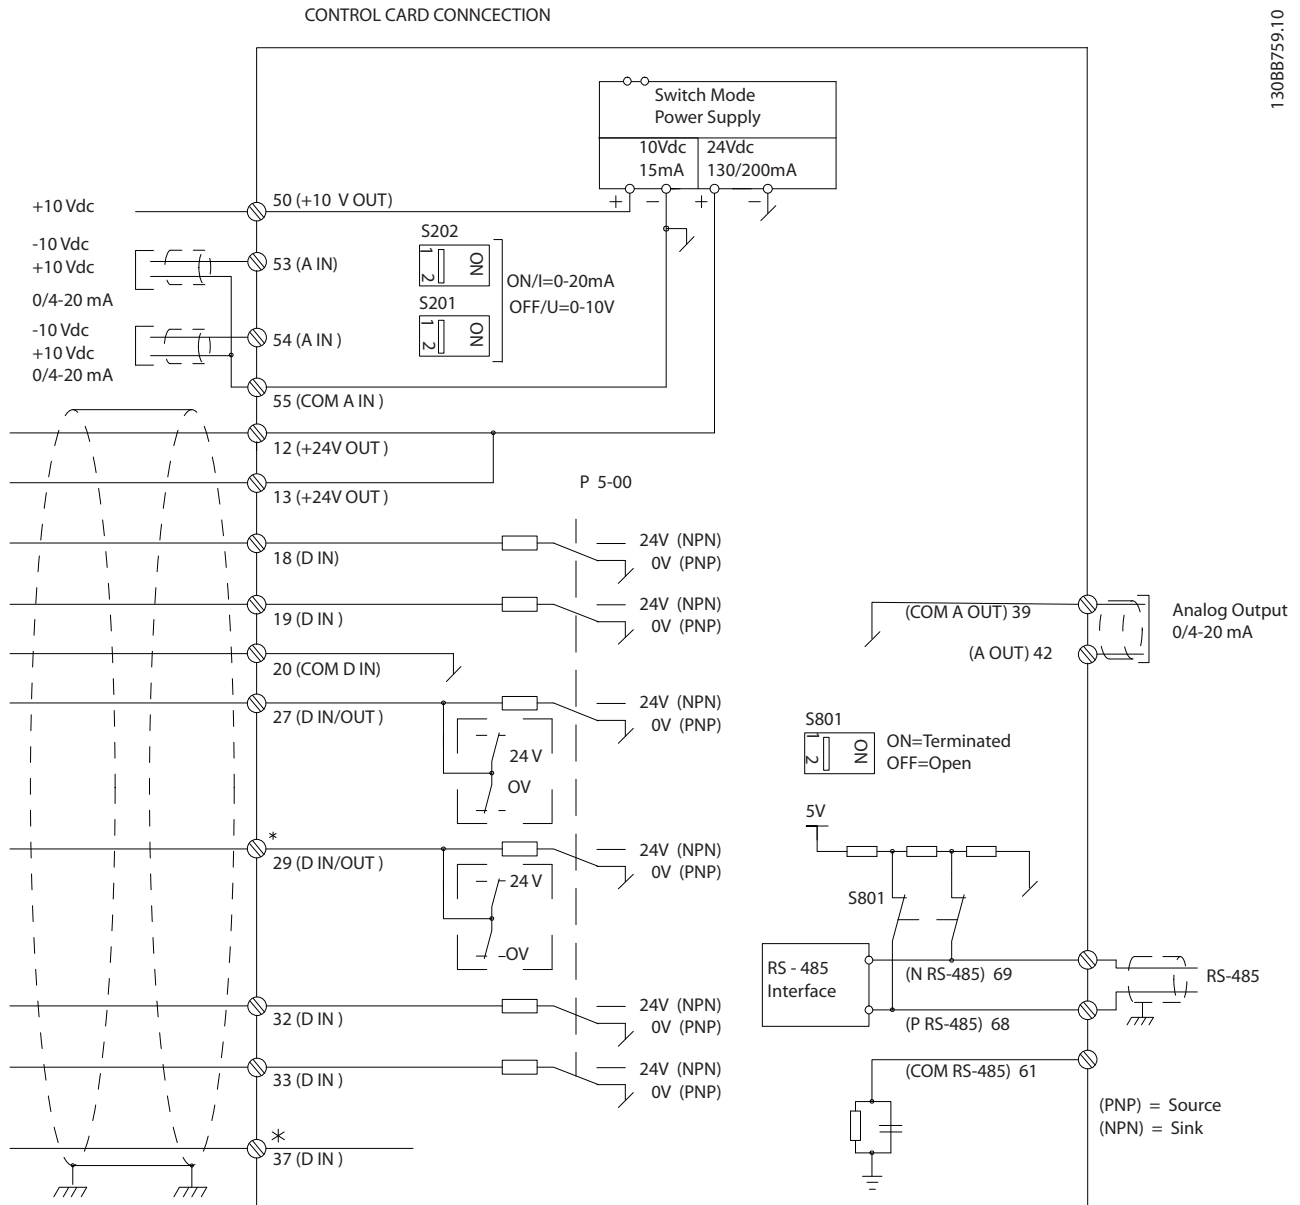 CONTROL CARD CONNCECTION
130BB759.10
Switch Mode
Power Supply
10Vdc
15mA
24Vdc
130/200mA
+ − + −
+10 Vdc
50 (+10 V OUT)
-10 Vdc
+10 Vdc
0/4-20 mA
53 (A IN)
S202
1
2
ON
ON/I=0-20mA
OFF/U=0-10V
S201
1
2
ON
-10 Vdc
+10 Vdc
0/4-20 mA
54 (A IN )
55 (COM A IN )
12 (+24V OUT )
13 (+24V OUT )
P 5-00
18 (D IN)
24V (NPN)
0V (PNP)
19 (D IN )
24V (NPN)
0V (PNP)
(COM A OUT) 39
Analog Output
0/4-20 mA
(A OUT) 42
20 (COM D IN)
27 (D IN/OUT )
24V (NPN)
0V (PNP)
24 V
OV
S801
1
2
ON
ON=Terminated
OFF=Open
5V
*
29 (D IN/OUT )
24V (NPN)
0V (PNP)
24 V
OV
S801
RS - 485
Interface
(N RS-485) 69
RS-485
(P RS-485) 68
32 (D IN )
24V (NPN)
0V (PNP)
33 (D IN )
24V (NPN)
0V (PNP)
(COM RS-485) 61
(PNP) = Source
(NPN) = Sink
*
37 (D IN )